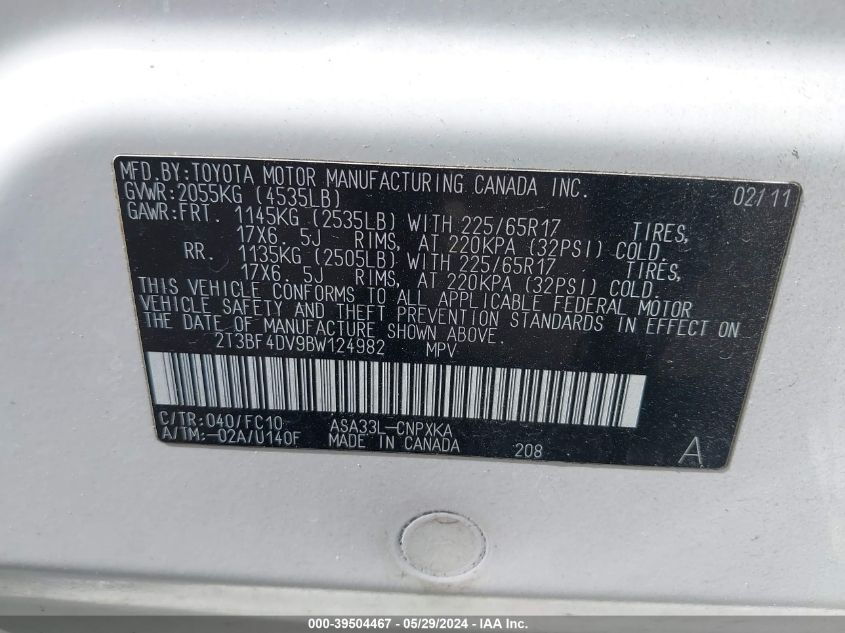 MFD.BY:TOYOTA MOTOR MANUFACTURING CANADA INC. 02/11
GVWR:2055KG (4535LB)
GAWR:FRT. 1145KG (2535LB) WITH 225/65R17 TIRES,
17X6. 5J RIMS, AT 220KPA (32PSI) COLD.
RR. 1135KG (2505LB) WITH 225/65R17 TIRES,
17X6. 5J RIMS, AT 220KPA (32PSI) COLD.
THIS VEHICLE CONFORMS TO ALL APPLICABLE FEDERAL MOTOR
VEHICLE SAFETY AND THEFT PREVENTION STANDARDS IN EFFECT ON
THE DATE OF MANUFACTURE SHOWN ABOVE.
2T3BF4DV9BW124982 MPV
C/TR:040/FC10 ASA33L-CNPXKA
A/TM:-02A/U140F MADE IN CANADA 208 A
000-39504467 - 05/29/2024 - IAA Inc.